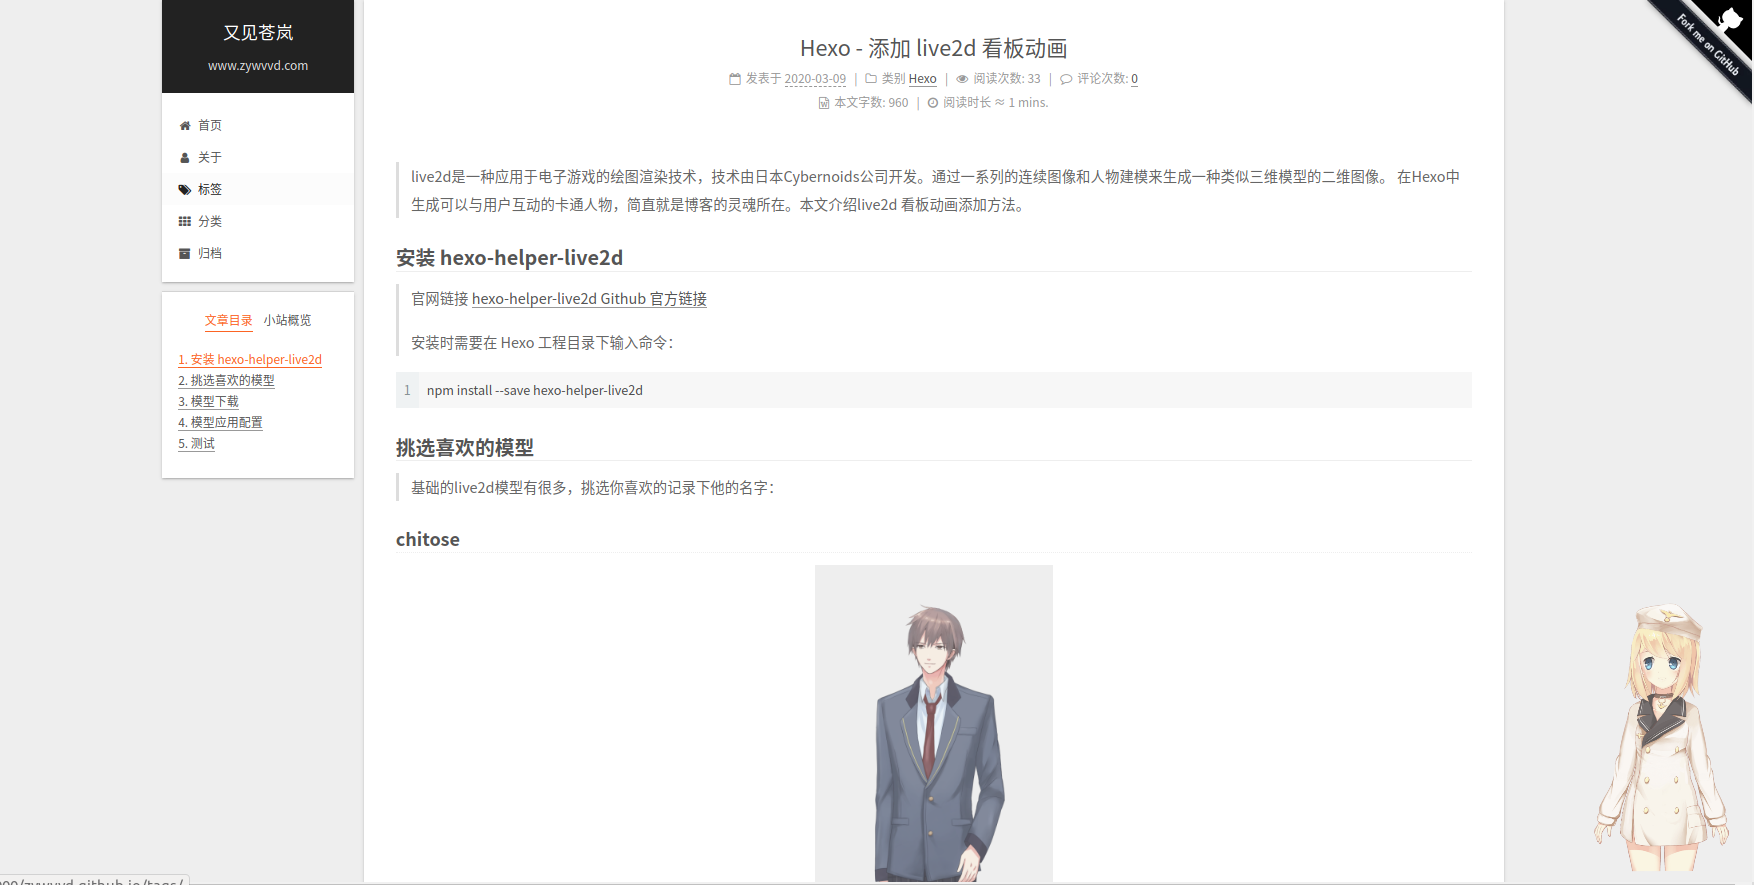 又见苍岚
www.zywvvd.com
首页
关于
标签
分类
归档
文章目录 小站概览
1. 安装 hexo-helper-live2d
2. 挑选喜欢的模型
3. 模型下载
4. 模型应用配置
5. 测试
Hexo - 添加 live2d 看板动画
发表于 2020-03-09 | 类别 Hexo | 阅读次数: 33 | 评论次数: 0
本文字数: 960 | 阅读时长 ≈ 1 mins.
live2d是一种应用于电子游戏的绘图渲染技术，技术由日本Cybernoids公司开发。通过一系列的连续图像和人物建模来生成一种类似三维模型的二维图像。 在Hexo中
生成可以与用户互动的卡通人物，简直就是博客的灵魂所在。本文介绍live2d 看板动画添加方法。
安装 hexo-helper-live2d
官网链接 hexo-helper-live2d Github 官方链接
安装时需要在 Hexo 工程目录下输入命令：
1 npm install --save hexo-helper-live2d
挑选喜欢的模型
基础的live2d模型有很多，挑选你喜欢的记录下他的名字：
chitose
Fork me on GitHub
/zywvvd.github.io/tags/